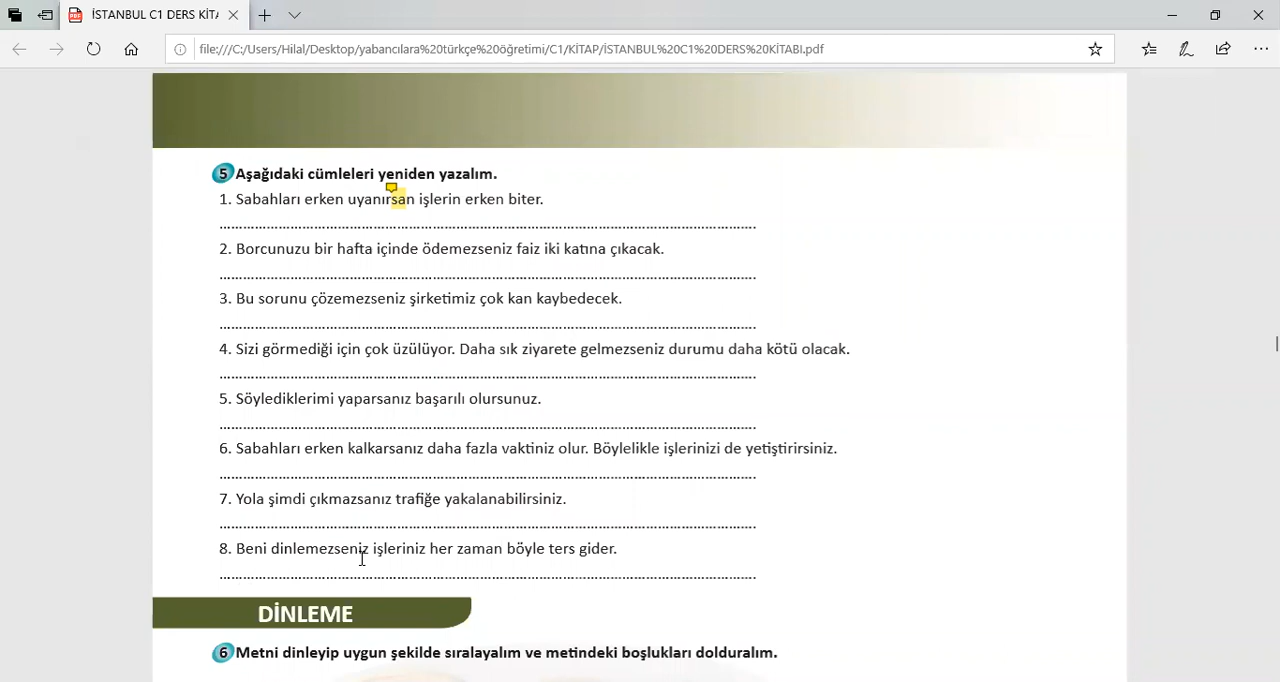 İSTANBUL C1 DERS KİTA
file:///C:/Users/Hilal/Desktop/yabancılara%20türkçe%20öğretimi/C1/KİTAP/İSTANBUL%20C1%20DERS%20KİTABI.pdf
5 Aşağıdaki cümleleri yeniden yazalım.
1. Sabahları erken uyanırsan işlerin erken biter.
2. Borcunuzu bir hafta içinde ödemezseniz faiz iki katına çıkacak.
3. Bu sorunu çözemezseniz şirketimiz çok kan kaybedecek.
4. Sizi görmediği için çok üzülüyor. Daha sık ziyarete gelmezseniz durumu daha kötü olacak.
5. Söylediklerimi yaparsanız başarılı olursunuz.
6. Sabahları erken kalkarsanız daha fazla vaktiniz olur. Böylelikle işlerinizi de yetiştirirsiniz.
7. Yola şimdi çıkmazsanız trafiğe yakalanabilirsiniz.
8. Beni dinlemezseniz işleriniz her zaman böyle ters gider.
DİNLEME
6 Metni dinleyip uygun şekilde sıralayalım ve metindeki boşlukları dolduralım.